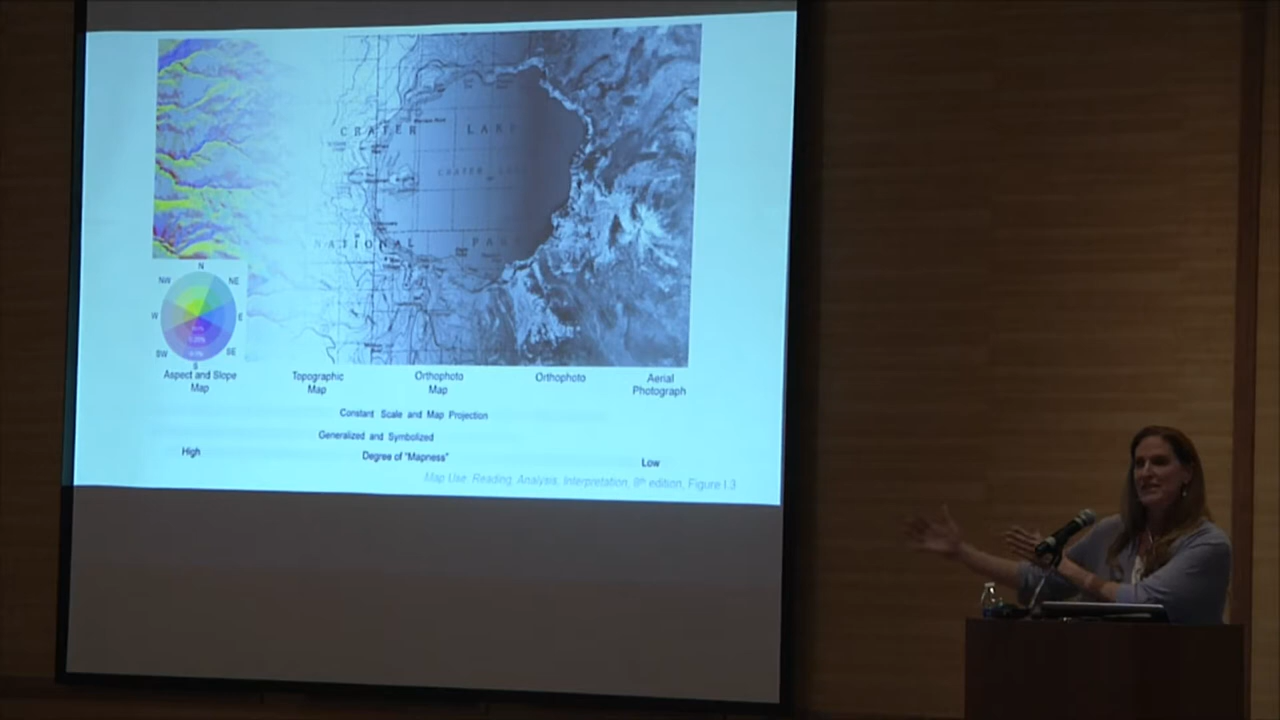 CRATER LAKE
CRATER
NATIONAL PARK
N
NW NE
W E
SW SE
S
Aspect and Slope Map
Topographic Map
Orthophoto Map
Orthophoto
Aerial Photograph
Constant Scale and Map Projection
Generalized and Symbolized
High Degree of "Mapness" Low
Map Use: Reading, Analysis, Interpretation, 8th edition, Figure I.3